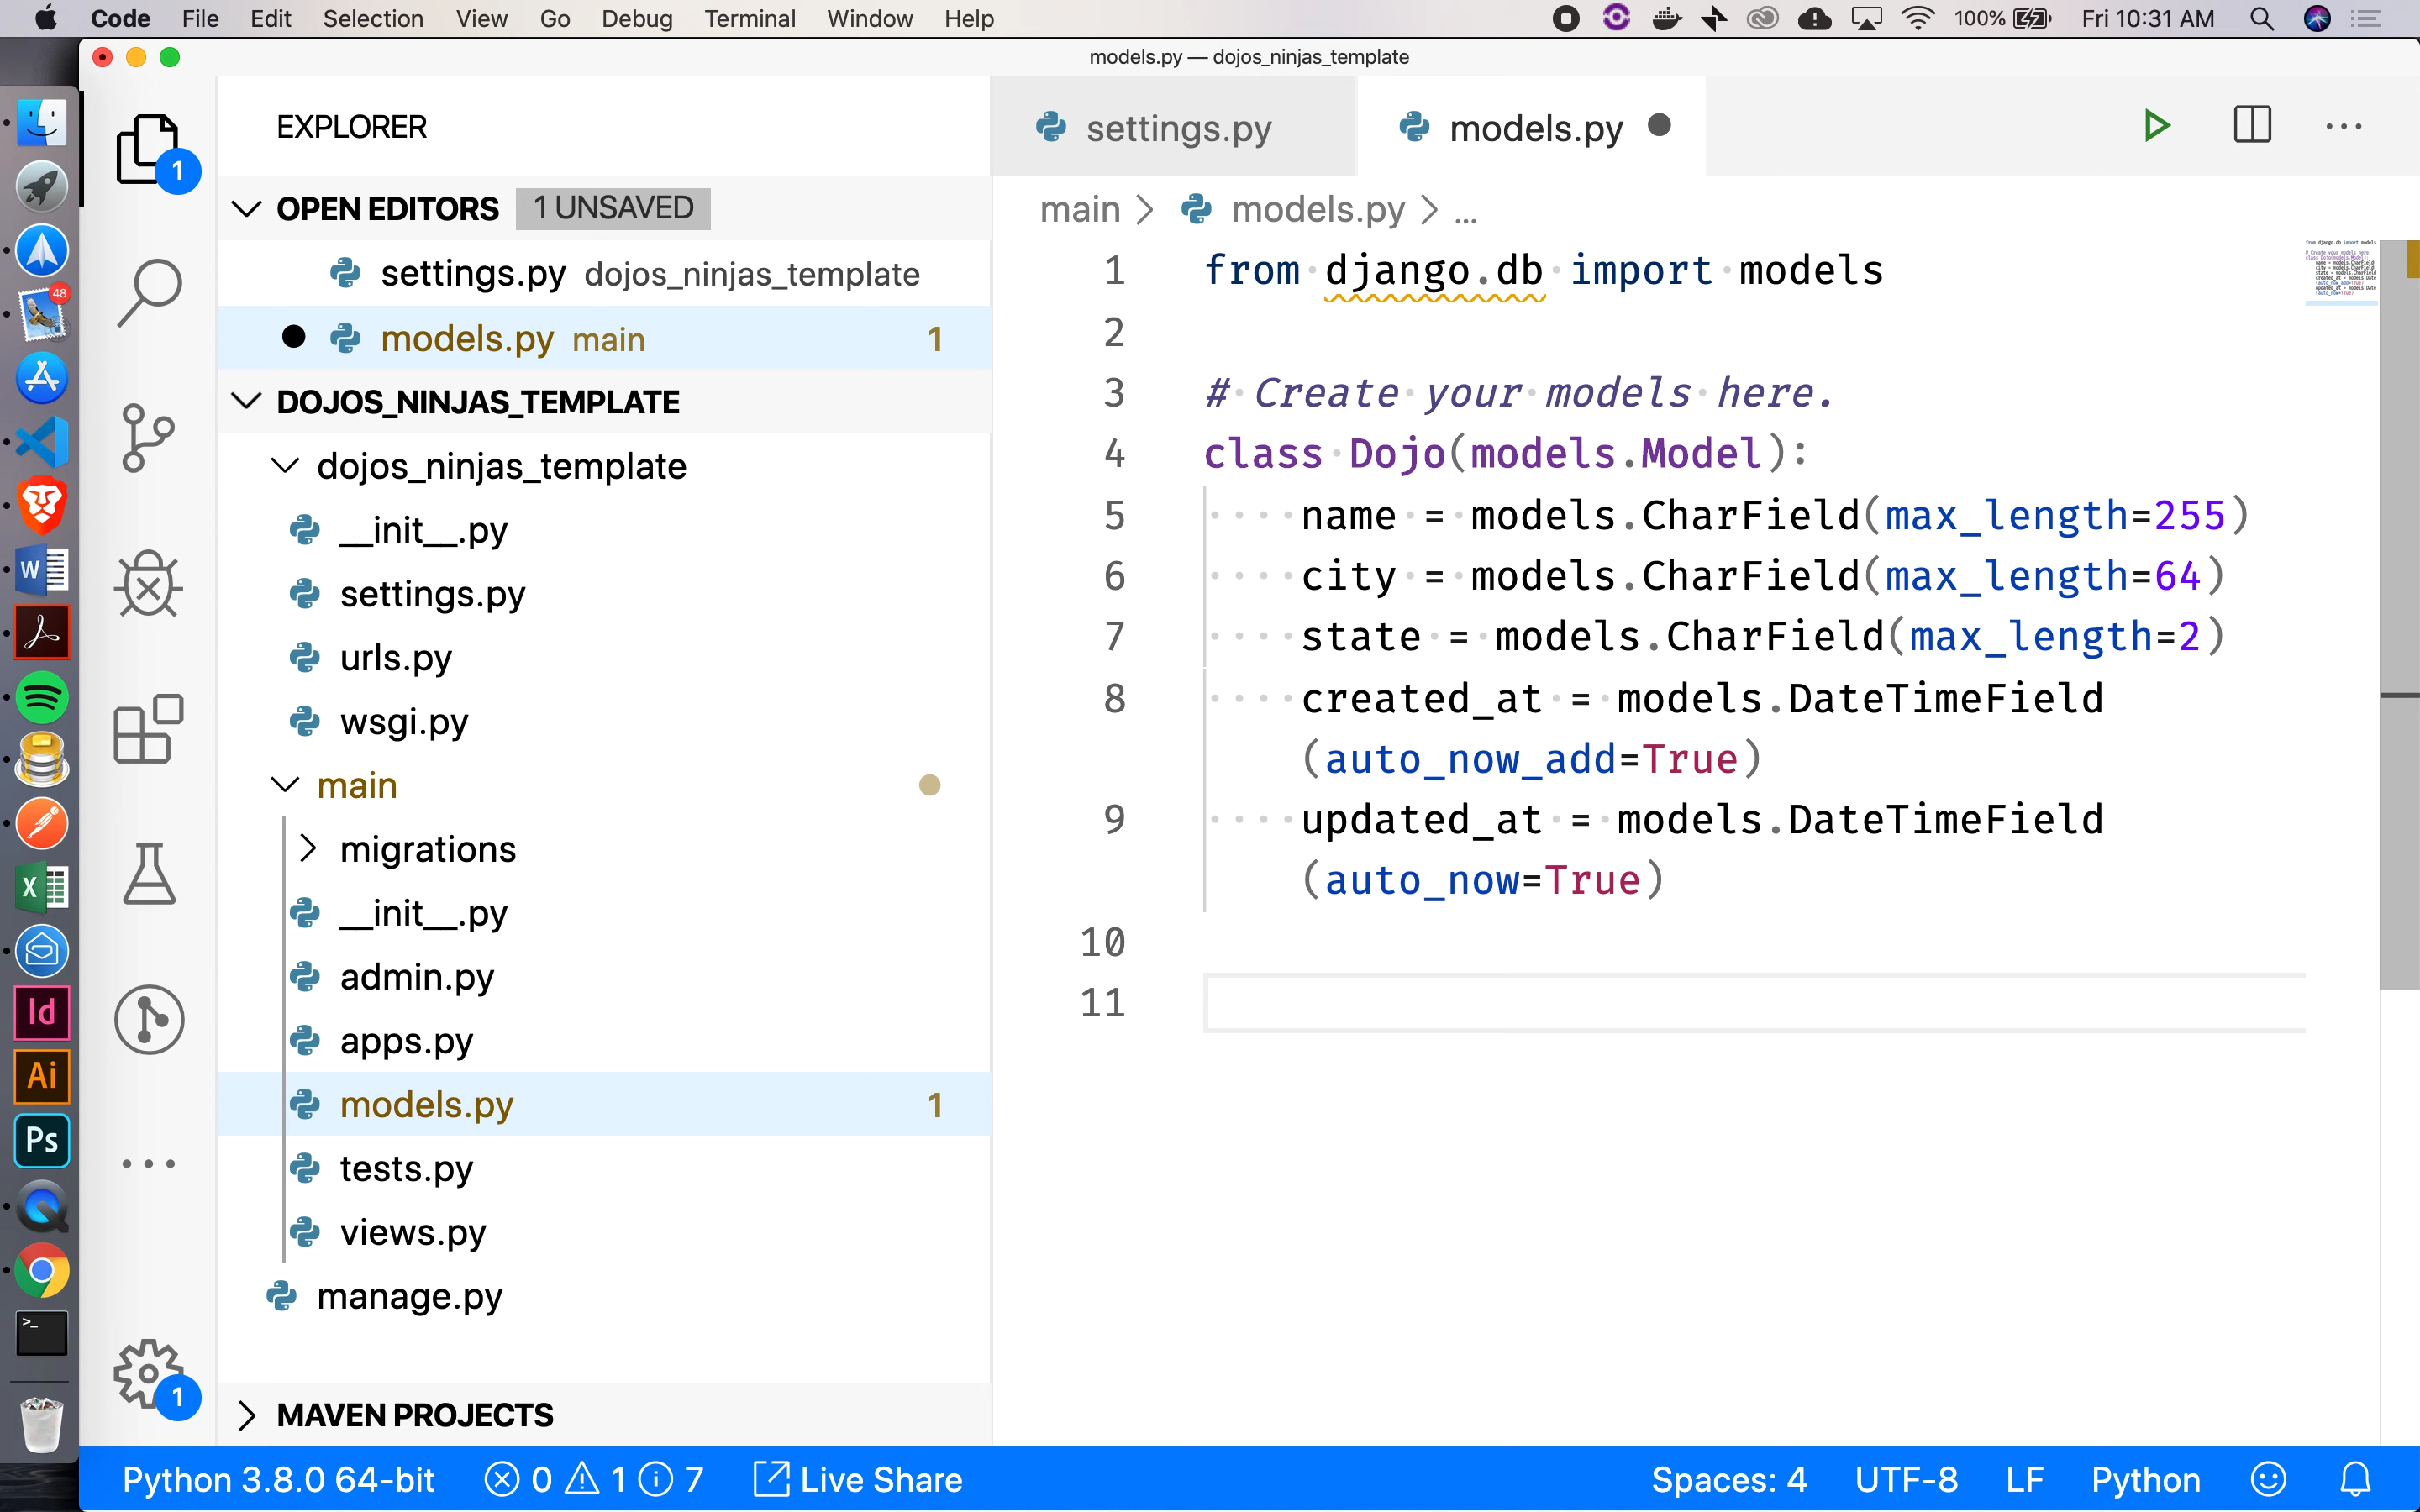 Code File Edit Selection View Go Debug Terminal Window Help 100% Fri 10:31 AM
models.py — dojos_ninjas_template
EXPLORER
1
OPEN EDITORS 1 UNSAVED
settings.py dojos_ninjas_template
models.py main 1
DOJOS_NINJAS_TEMPLATE
dojos_ninjas_template
__init__.py
settings.py
urls.py
wsgi.py
main
migrations
__init__.py
admin.py
apps.py
models.py 1
tests.py
views.py
manage.py
MAVEN PROJECTS
1
48
W
X
Id
Ai
Ps
>_
settings.py models.py
main > models.py > ...
1 from django.db import models
2
3 # Create your models here.
4 class Dojo(models.Model):
5 name = models.CharField(max_length=255)
6 city = models.CharField(max_length=64)
7 state = models.CharField(max_length=2)
8 created_at = models.DateTimeField
(auto_now_add=True)
9 updated_at = models.DateTimeField
(auto_now=True)
10
11
Python 3.8.0 64-bit 0 1 7 Live Share Spaces: 4 UTF-8 LF Python